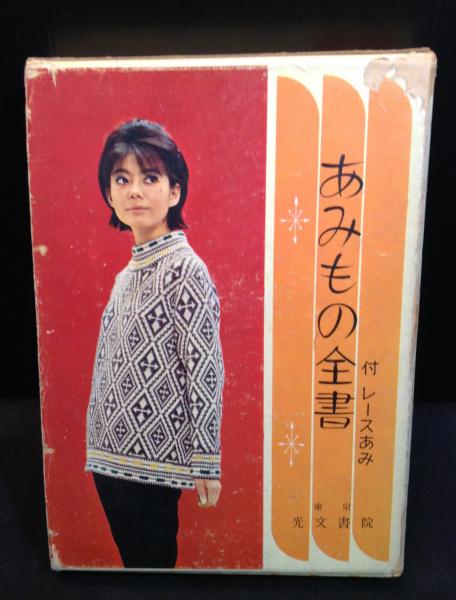 あみもの全書
付 レースあみ
東京
光文書院